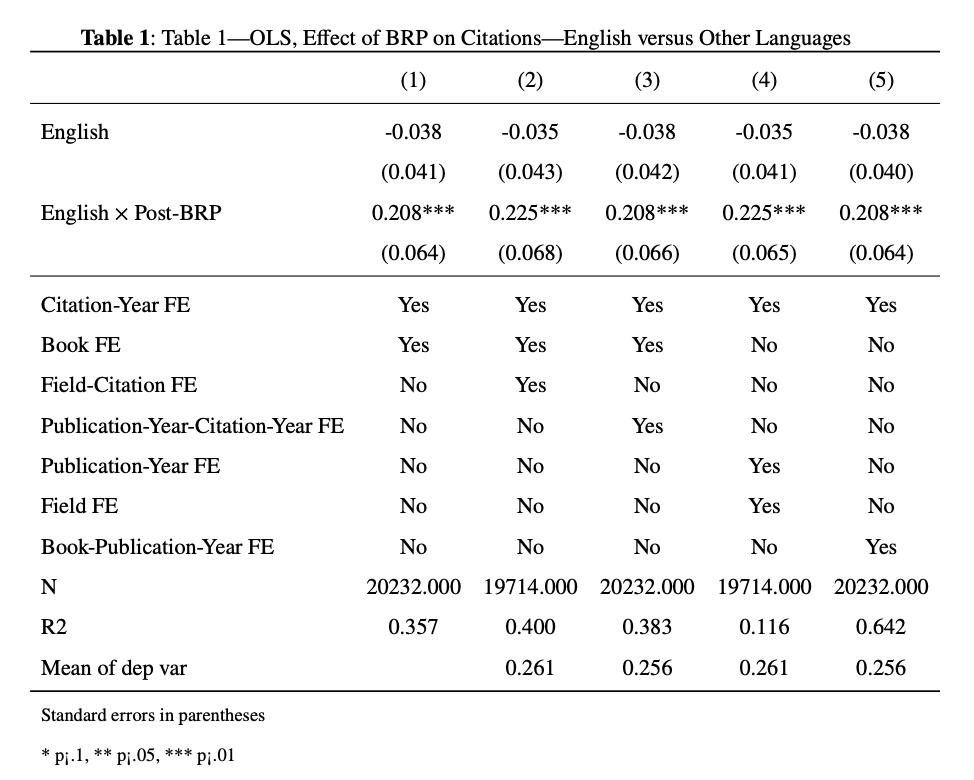 Table 1: Table 1—OLS, Effect of BRP on Citations—English versus Other Languages
(1) (2) (3) (4) (5)
English -0.038 -0.035 -0.038 -0.035 -0.038
(0.041) (0.043) (0.042) (0.041) (0.040)
English × Post-BRP 0.208*** 0.225*** 0.208*** 0.225*** 0.208***
(0.064) (0.068) (0.066) (0.065) (0.064)
Citation-Year FE Yes Yes Yes Yes Yes
Book FE Yes Yes Yes No No
Field-Citation FE No Yes No No No
Publication-Year-Citation-Year FE No No Yes No No
Publication-Year FE No No No Yes No
Field FE No No No Yes No
Book-Publication-Year FE No No No No Yes
N 20232.000 19714.000 20232.000 19714.000 20232.000
R2 0.357 0.400 0.383 0.116 0.642
Mean of dep var 0.261 0.256 0.261 0.256
Standard errors in parentheses
* p¡.1, ** p¡.05, *** p¡.01